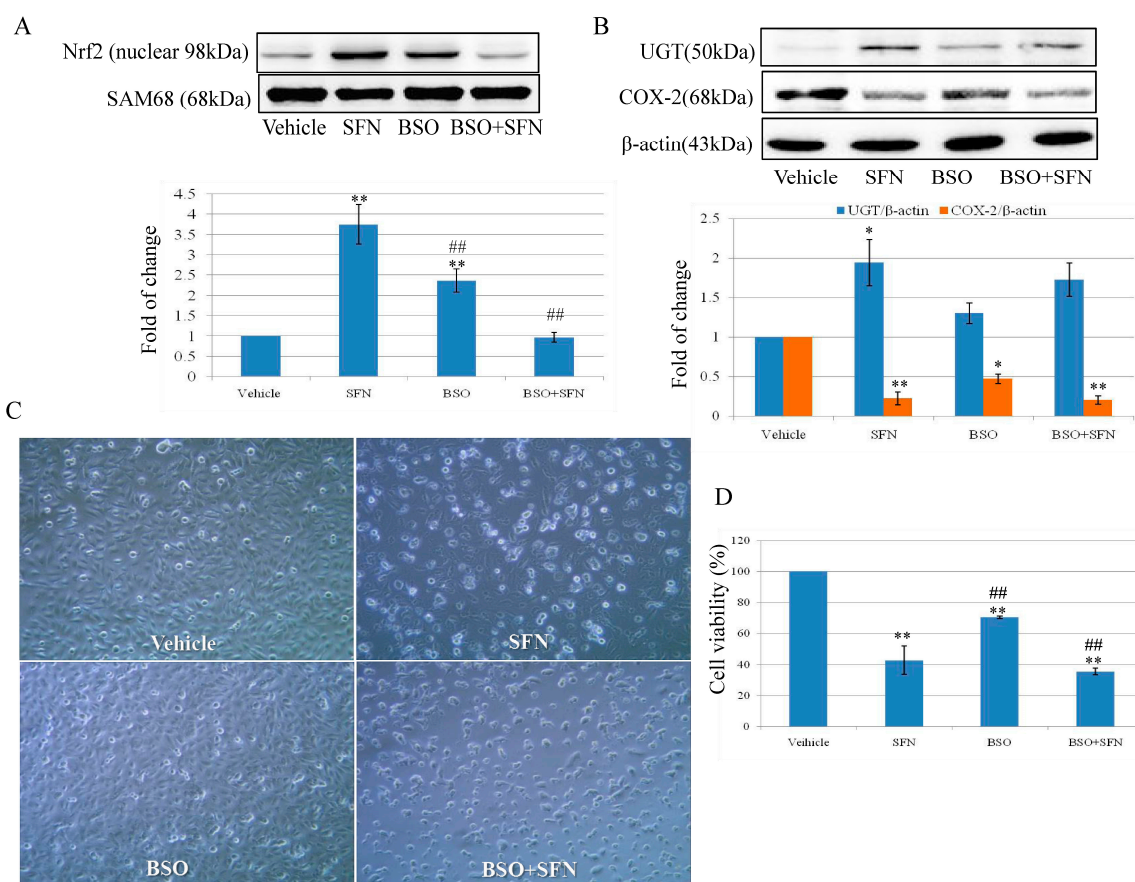 A
Nrf2 (nuclear 98kDa)
SAM68 (68kDa)
Vehicle SFN BSO BSO+SFN
Fold of change
4.5
4
3.5
3
2.5
2
1.5
1
0.5
0
**
##
**
##
Vehicle SFN BSO BSO+SFN
B
UGT(50kDa)
COX-2(68kDa)
β-actin(43kDa)
Vehicle SFN BSO BSO+SFN
UGT/β-actin COX-2/β-actin
Fold of change
2.5
2
1.5
1
0.5
0
*
**
*
**
Vehicle SFN BSO BSO+SFN
C
Vehicle
SFN
BSO
BSO+SFN
D
Cell viability (%)
120
100
80
60
40
20
0
**
##
**
##
**
Veihicle SFN BSO BSO+SFN